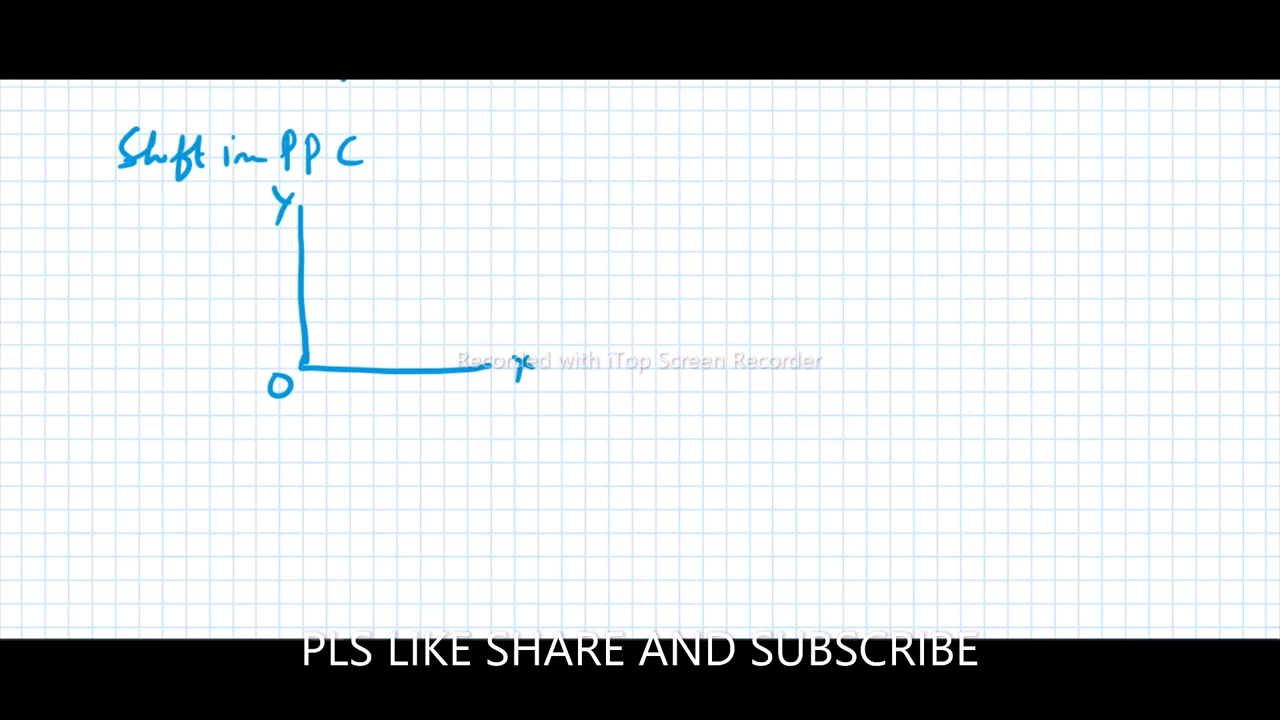 Shift in PPC
Y
Recorded with iTop Screen Recorder
X
O
PLS LIKE SHARE AND SUBSCRIBE